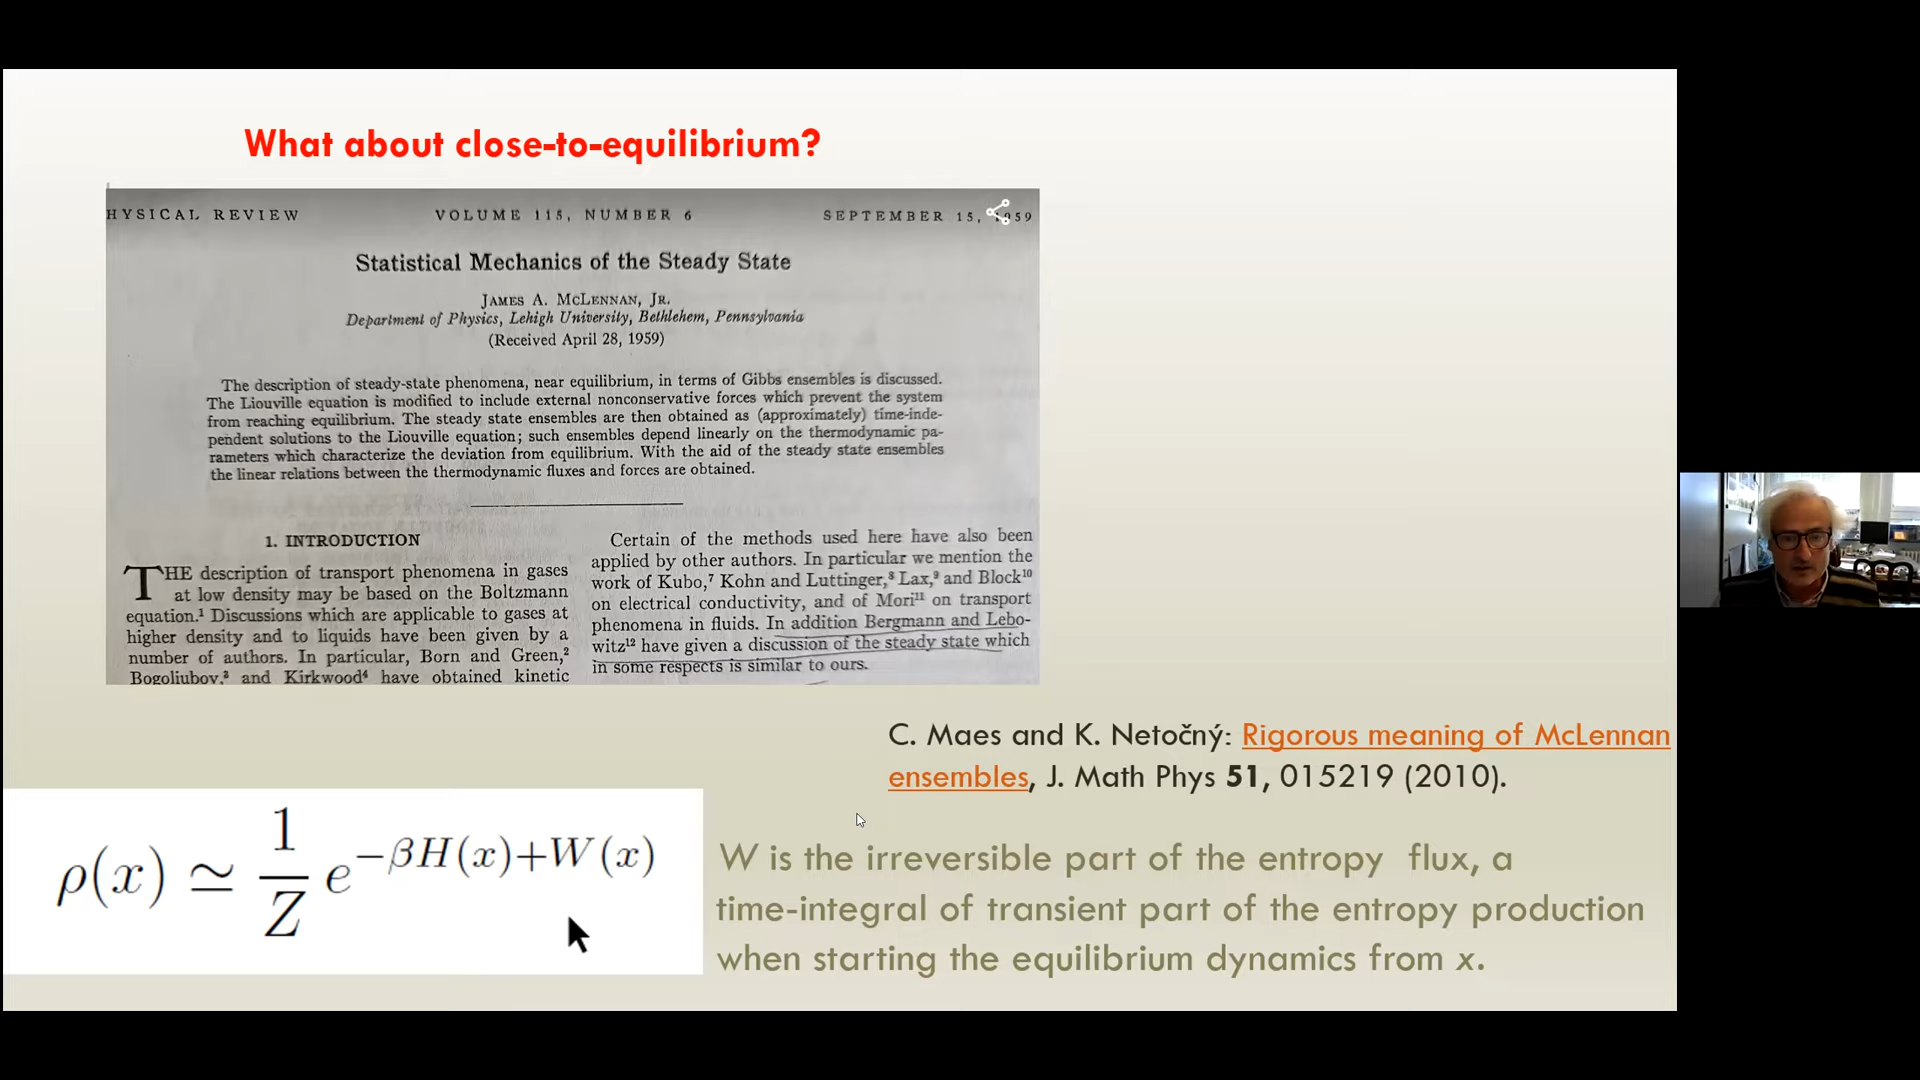 What about close-to-equilibrium?
HYSICAL REVIEW VOLUME 115, NUMBER 6 SEPTEMBER 15, 1959
Statistical Mechanics of the Steady State
JAMES A. MCLENNAN, JR.
Department of Physics, Lehigh University, Bethlehem, Pennsylvania
(Received April 28, 1959)
The description of steady-state phenomena, near equilibrium, in terms of Gibbs ensembles is discussed.
The Liouville equation is modified to include external nonconservative forces which prevent the system
from reaching equilibrium. The steady state ensembles are then obtained as (approximately) time-inde-
pendent solutions to the Liouville equation; such ensembles depend linearly on the thermodynamic pa-
rameters which characterize the deviation from equilibrium. With the aid of the steady state ensembles
the linear relations between the thermodynamic fluxes and forces are obtained.
1. INTRODUCTION
THE description of transport phenomena in gases
at low density may be based on the Boltzmann
equation.¹ Discussions which are applicable to gases at
higher density and to liquids have been given by a
number of authors. In particular, Born and Green,²
Bogoliubov,³ and Kirkwood⁴ have obtained kinetic
Certain of the methods used here have also been
applied by other authors. In particular we mention the
work of Kubo,⁷ Kohn and Luttinger,⁸ Lax,⁹ and Block¹⁰
on electrical conductivity, and of Mori¹¹ on transport
phenomena in fluids. In addition Bergmann and Lebo-
witz¹² have given a discussion of the steady state which
in some respects is similar to ours.
C. Maes and K. Netočný: Rigorous meaning of McLennan
ensembles, J. Math Phys 51, 015219 (2010).
ρ(x) ≃ 1/Z e^{−βH(x)+W(x)}
W is the irreversible part of the entropy flux, a
time-integral of transient part of the entropy production
when starting the equilibrium dynamics from x.